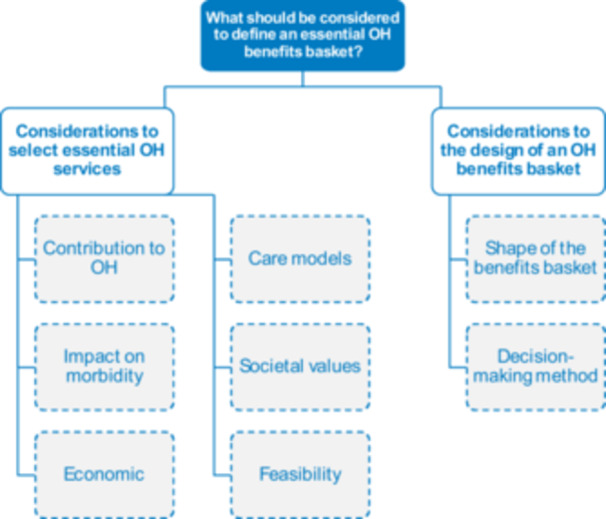 What should be considered
to define an essential OH
benefits basket?
Considerations to
select essential OH
services
Considerations to
the design of an OH
benefits basket
Contribution to
OH
Care models
Shape of the
benefits basket
Impact on
morbidity
Societal values
Decision-
making method
Economic
Feasibility